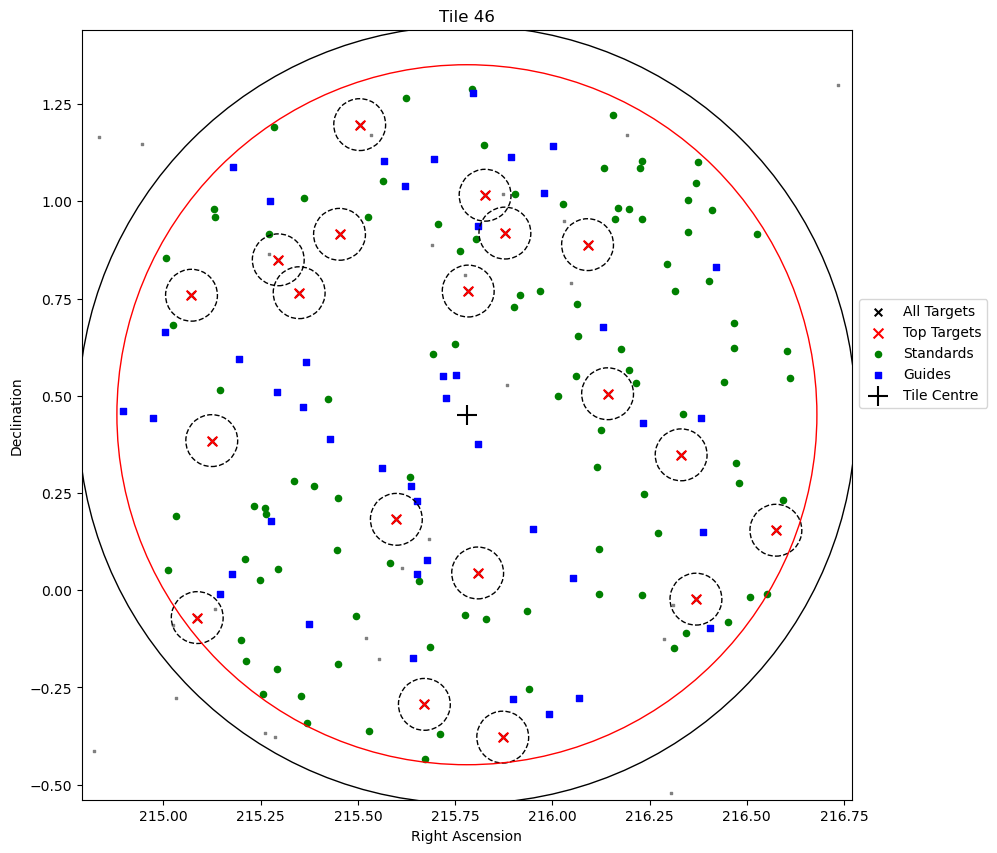 Tile 46
1.25
1.00
0.75
0.50
0.25
0.00
−0.25
−0.50
Declination
215.00
215.25
215.50
215.75
216.00
216.25
216.50
216.75
Right Ascension
All Targets
Top Targets
Standards
Guides
Tile Centre